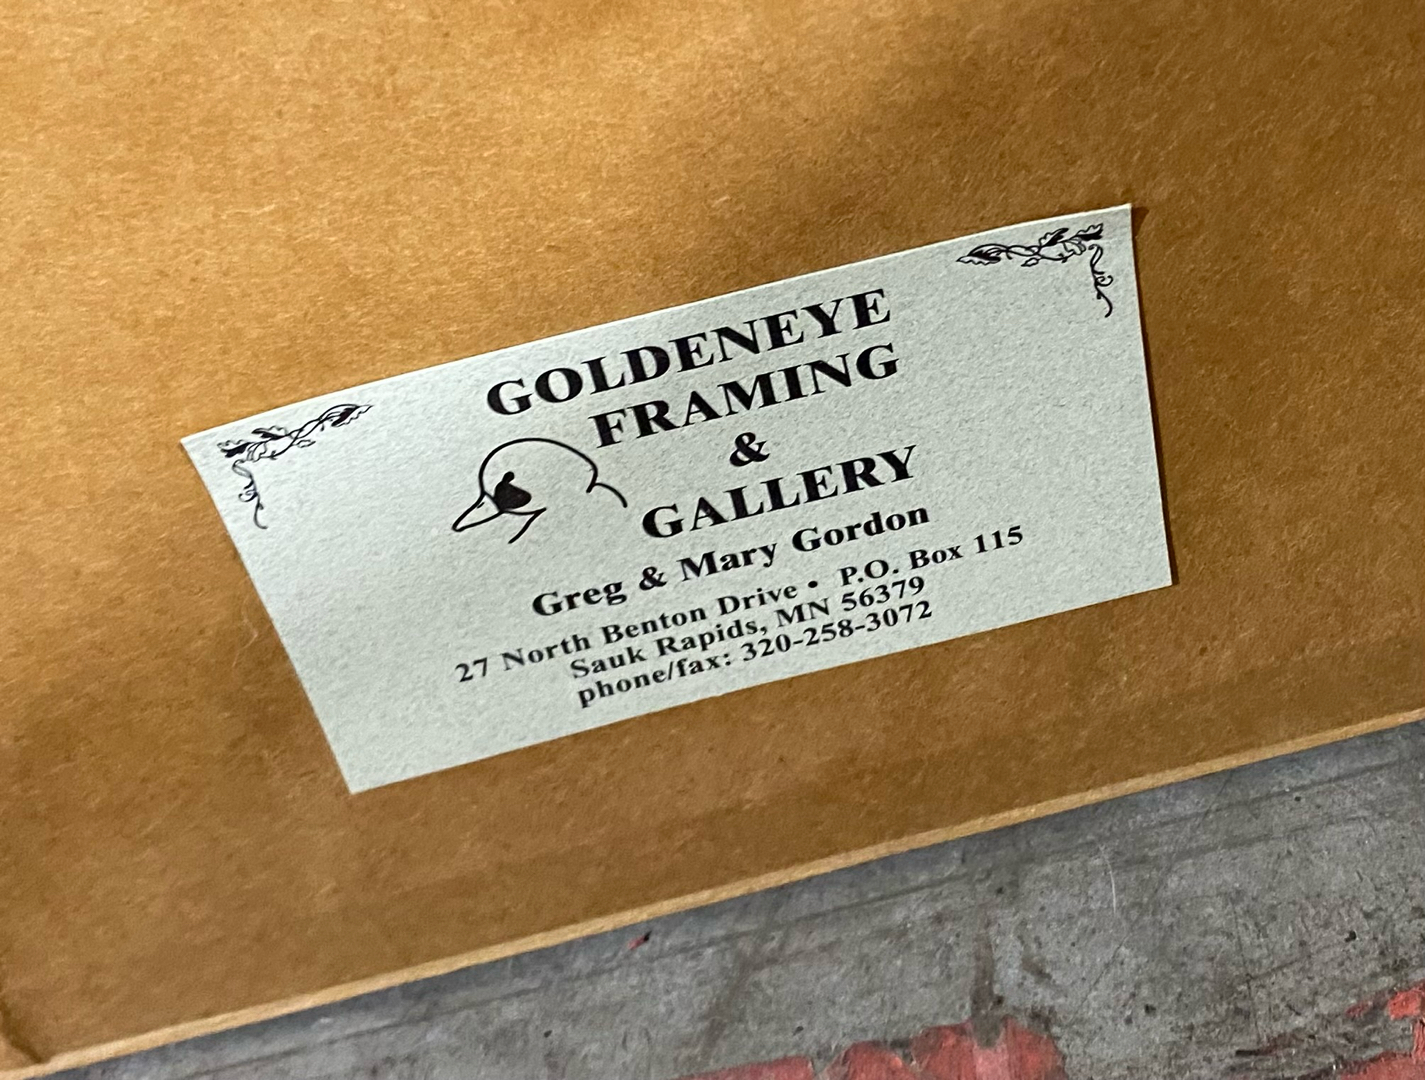 GOLDENEYE
FRAMING
&
GALLERY
Greg & Mary Gordon
27 North Benton Drive • P.O. Box 115
Sauk Rapids, MN 56379
phone/fax: 320-258-3072